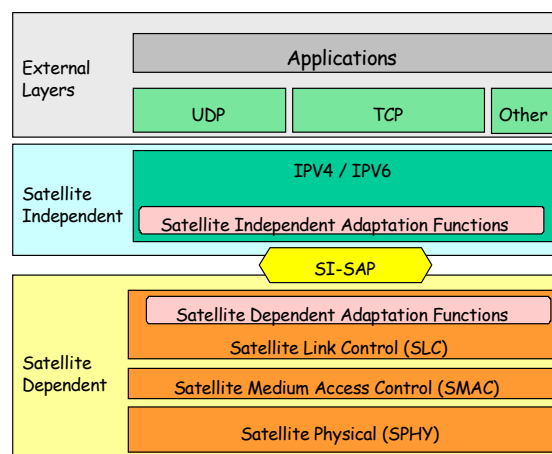 External
Layers
Applications
UDP
TCP
Other
Satellite
Independent
IPV4 / IPV6
Satellite Independent Adaptation Functions
SI-SAP
Satellite
Dependent
Satellite Dependent Adaptation Functions
Satellite Link Control (SLC)
Satellite Medium Access Control (SMAC)
Satellite Physical (SPHY)